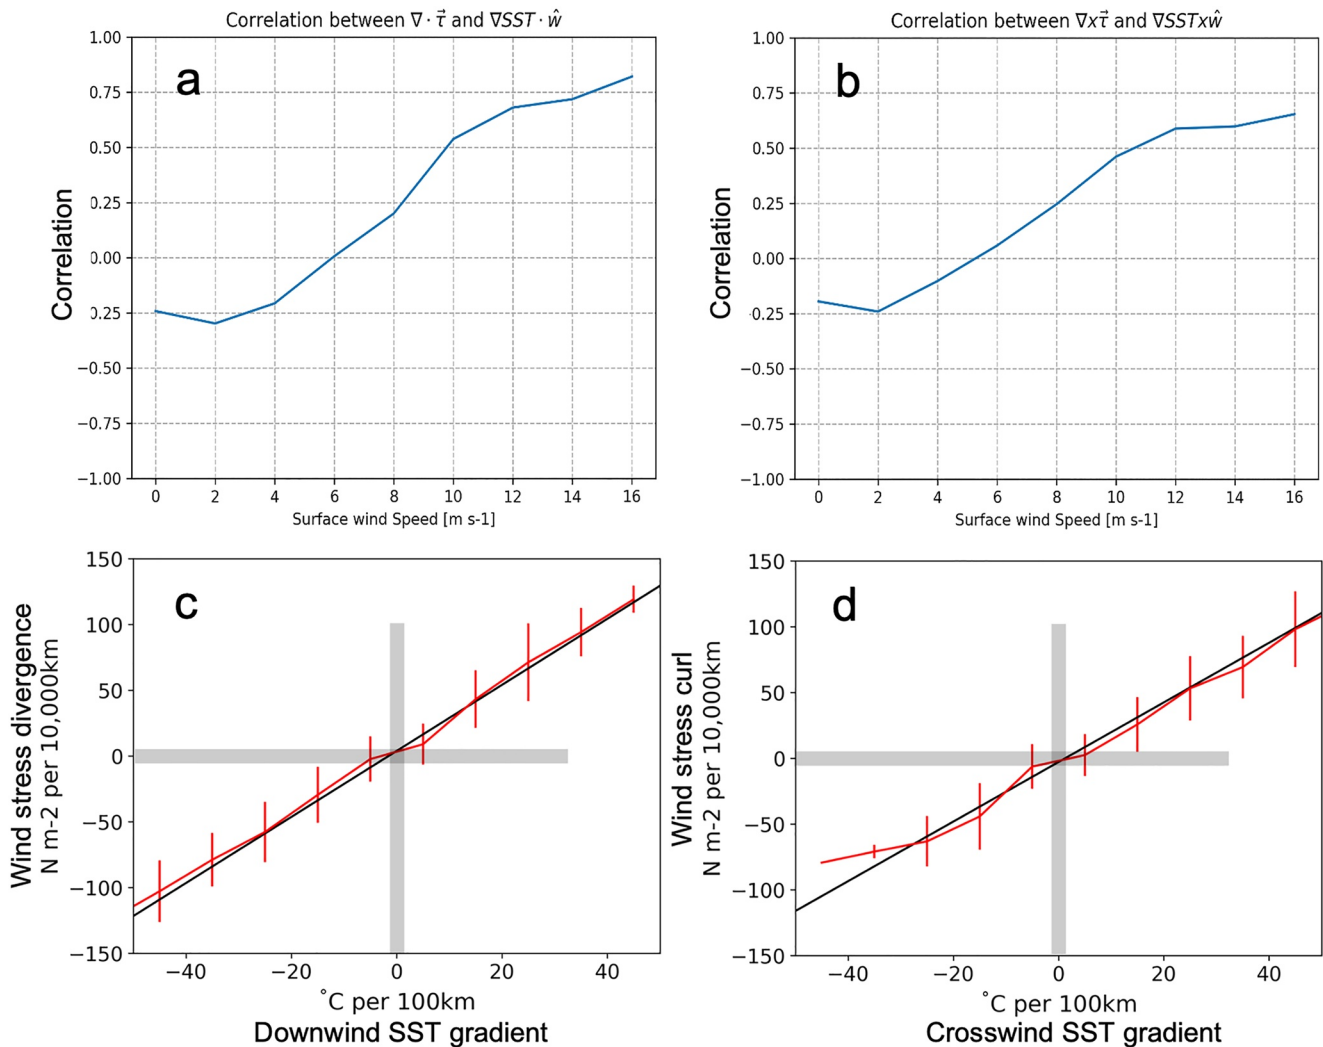 Correlation between ∇ · τ⃗ and ∇SST · ŵ
a
Correlation
1.00
0.75
0.50
0.25
0.00
0.25
−0.50
−0.75
−1.00
0 2 4 6 8 10 12 14 16
Surface wind Speed [m s-1]
Correlation between ∇xτ⃗ and ∇SSTxŵ
b
Correlation
1.00
0.75
0.50
0.25
0.00
-0.25
−0.50
−0.75
−1.00
0 2 4 6 8 10 12 14 16
Surface wind Speed [m s-1]
c
Wind stress divergence
N m-2 per 10,000km
150
100
50
0
−50
−100
−150
−40 −20 0 20 40
°C per 100km
Downwind SST gradient
d
Wind stress curl
N m-2 per 10,000km
150
100
50
0
−50
−100
−150
−40 −20 0 20 40
°C per 100km
Crosswind SST gradient